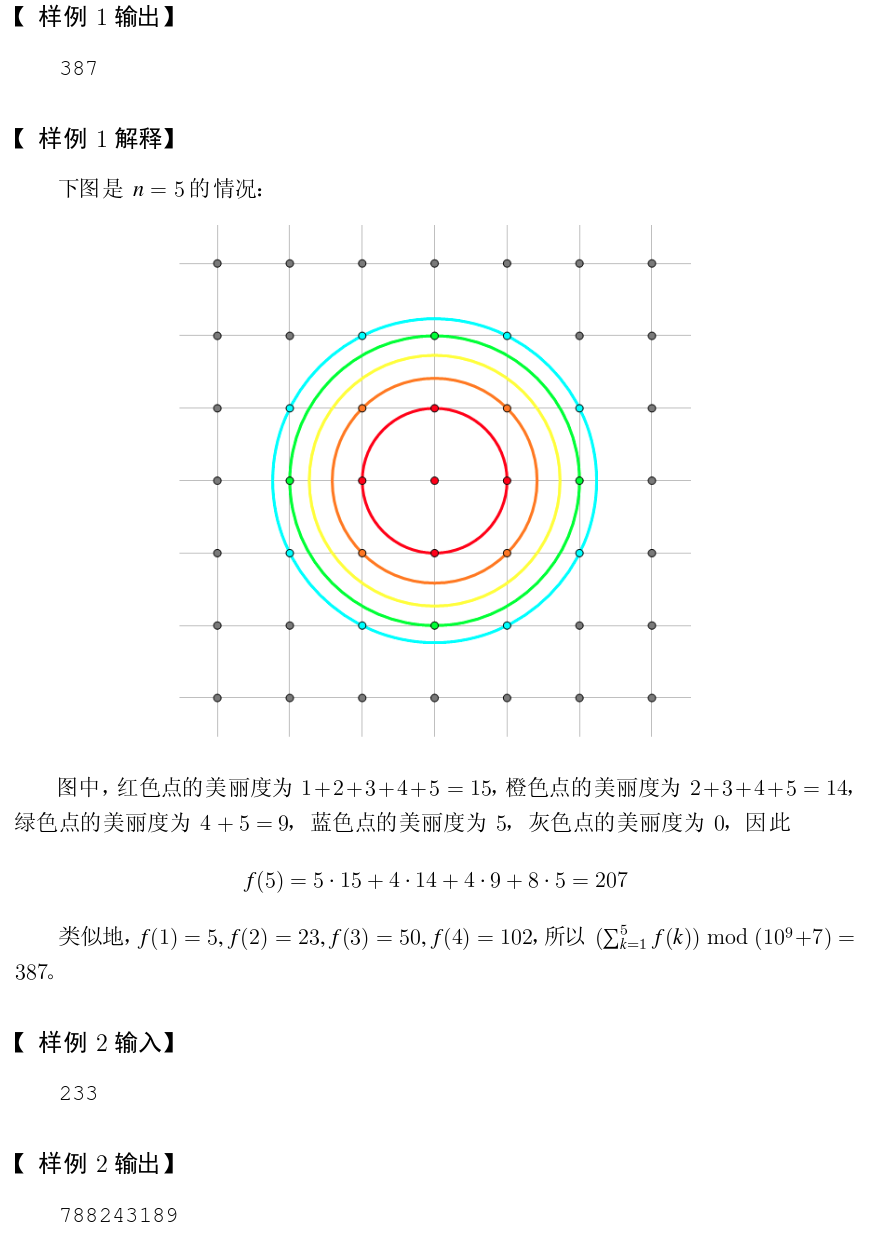 【 样例 1 输出】
387
【 样例 1 解释】
下图是 n = 5 的情况：
图中，红色点的美丽度为 1+2+3+4+5 = 15，橙色点的美丽度为 2+3+4+5 = 14，
绿色点的美丽度为 4 + 5 = 9， 蓝色点的美丽度为 5， 灰色点的美丽度为 0， 因此
f(5) = 5 · 15 + 4 · 14 + 4 · 9 + 8 · 5 = 207
类似地，f(1) = 5, f(2) = 23, f(3) = 50, f(4) = 102，所以 (∑_{k=1}^{5} f(k)) mod (10^9+7) =
387。
【 样例 2 输入】
233
【 样例 2 输出】
788243189